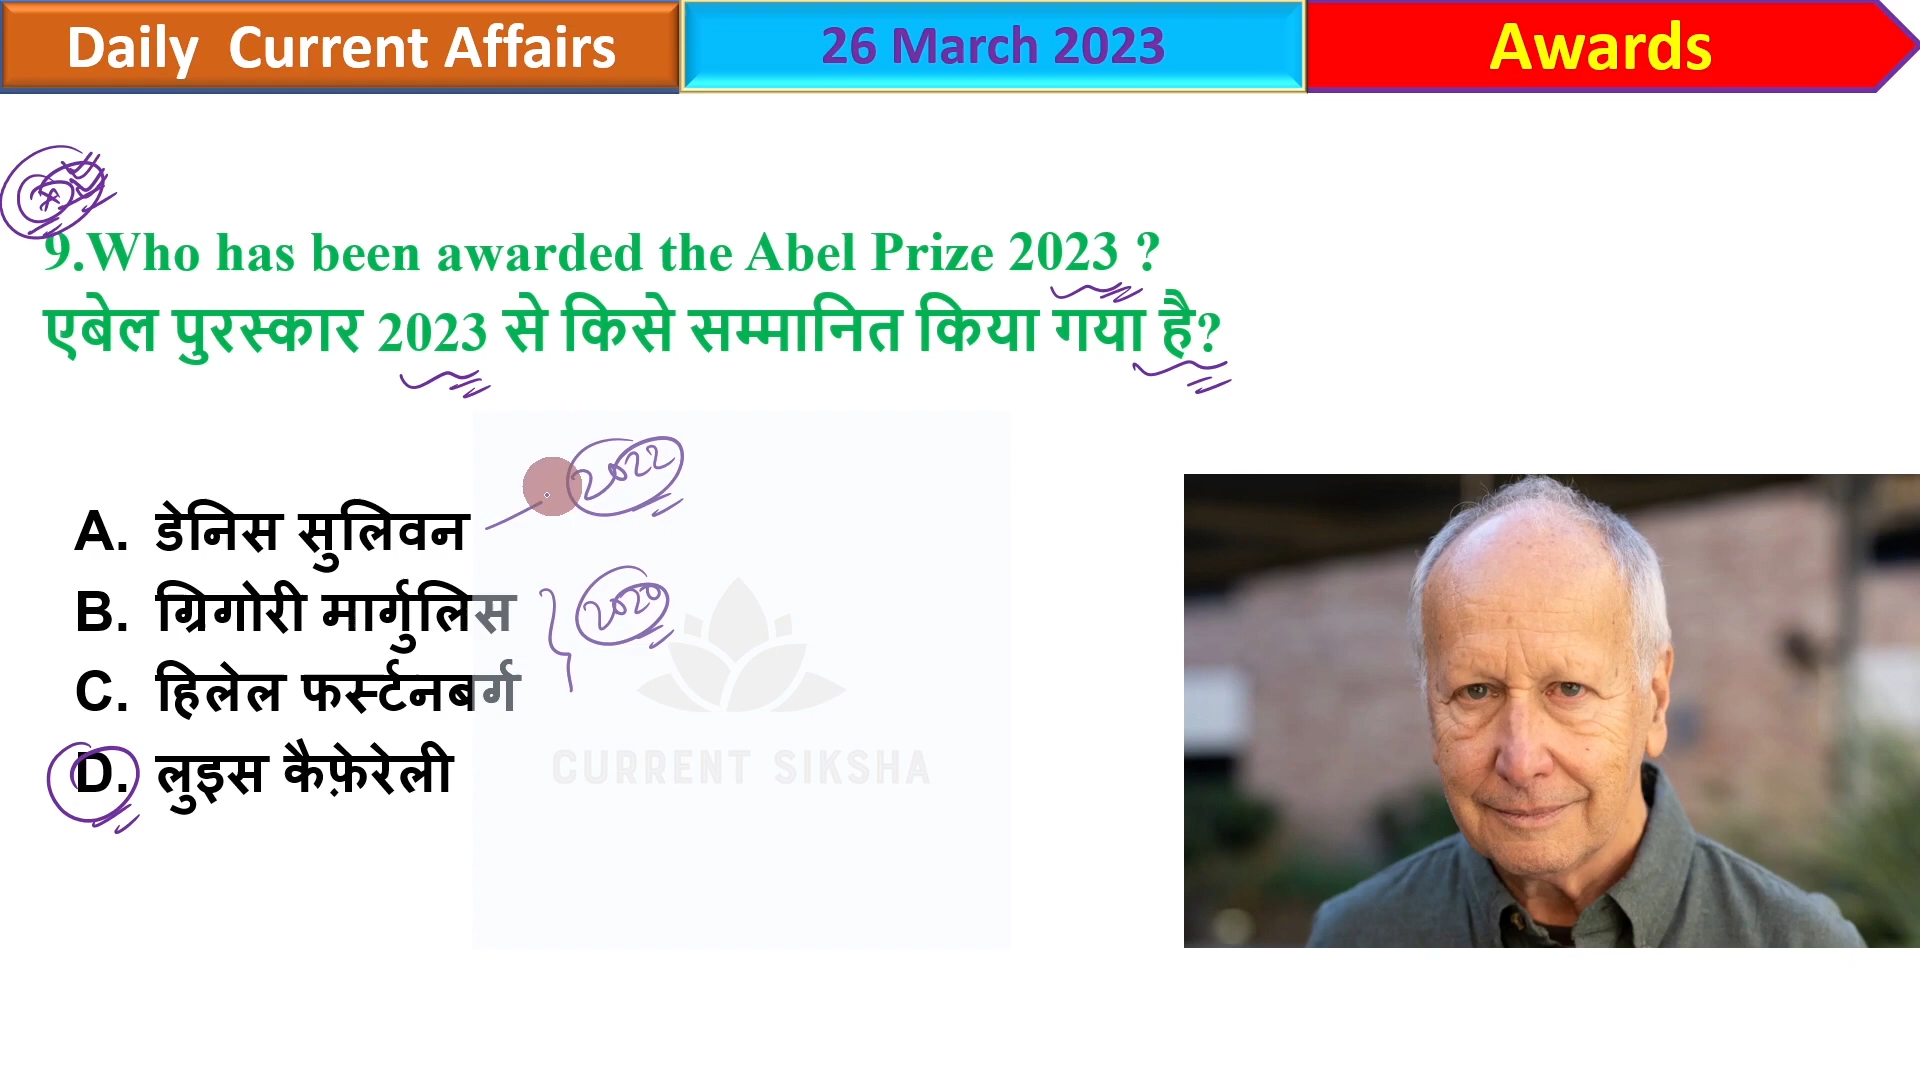 Daily Current Affairs
26 March 2023
Awards
9.Who has been awarded the Abel Prize 2023 ?
एबेल पुरस्कार 2023 से किसे सम्मानित किया गया है?
2022
A. डेनिस सुलिवन
B. ग्रिगोरी मार्गुलिस
2020
C. हिलेल फर्स्टनबर्ग
D. लुइस कैफ़ेरेली
CURRENT SIKSHA